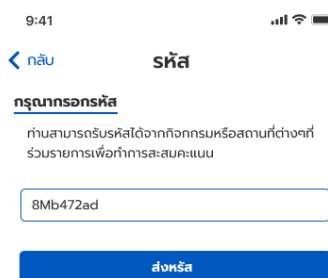 9:41
กลับ
รหัส
กรุณากรอกรหัส
ท่านสามารถรับรหัสได้จากกิจกกรมหรือสถานที่ต่างๆที่
ร่วมรายการเพื่อทำการสะสมคะแนน
8Mb472ad
ส่งหรัส